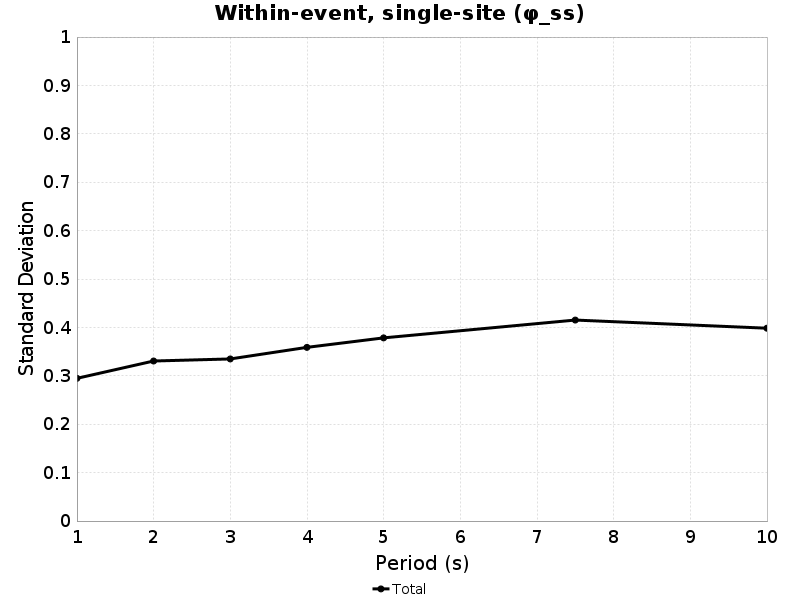 Within-event, single-site (φ_ss)
1
0.9
0.8
0.7
0.6
0.5
0.4
0.3
0.2
0.1
0
Standard Deviation
1 2 3 4 5 6 7 8 9 10
Period (s)
Total